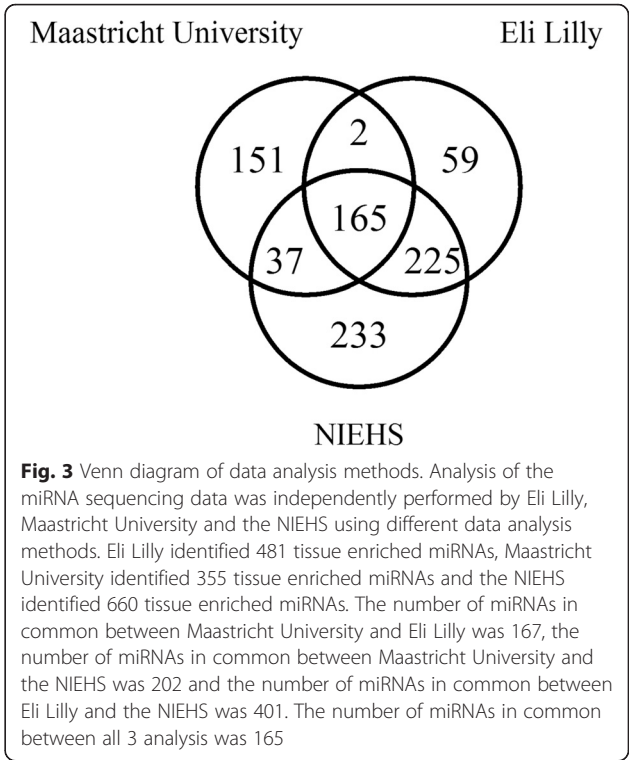 Maastricht University Eli Lilly
2
151 59
165
37 225
233
NIEHS
Fig. 3 Venn diagram of data analysis methods. Analysis of the
miRNA sequencing data was independently performed by Eli Lilly,
Maastricht University and the NIEHS using different data analysis
methods. Eli Lilly identified 481 tissue enriched miRNAs, Maastricht
University identified 355 tissue enriched miRNAs and the NIEHS
identified 660 tissue enriched miRNAs. The number of miRNAs in
common between Maastricht University and Eli Lilly was 167, the
number of miRNAs in common between Maastricht University and
the NIEHS was 202 and the number of miRNAs in common between
Eli Lilly and the NIEHS was 401. The number of miRNAs in common
between all 3 analysis was 165